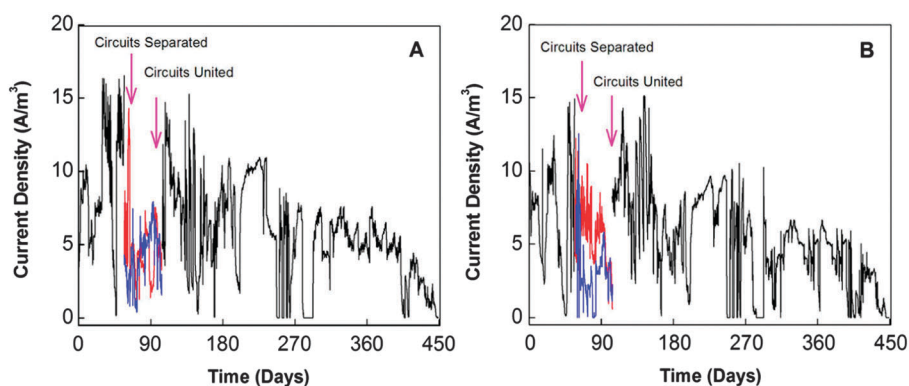 A
Circuits Separated
Circuits United
Current Density (A/m³)
20
15
10
5
0
0 90 180 270 360 450
Time (Days)
B
Circuits Separated
Circuits United
Current Density (A/m³)
20
15
10
5
0
0 90 180 270 360 450
Time (Days)